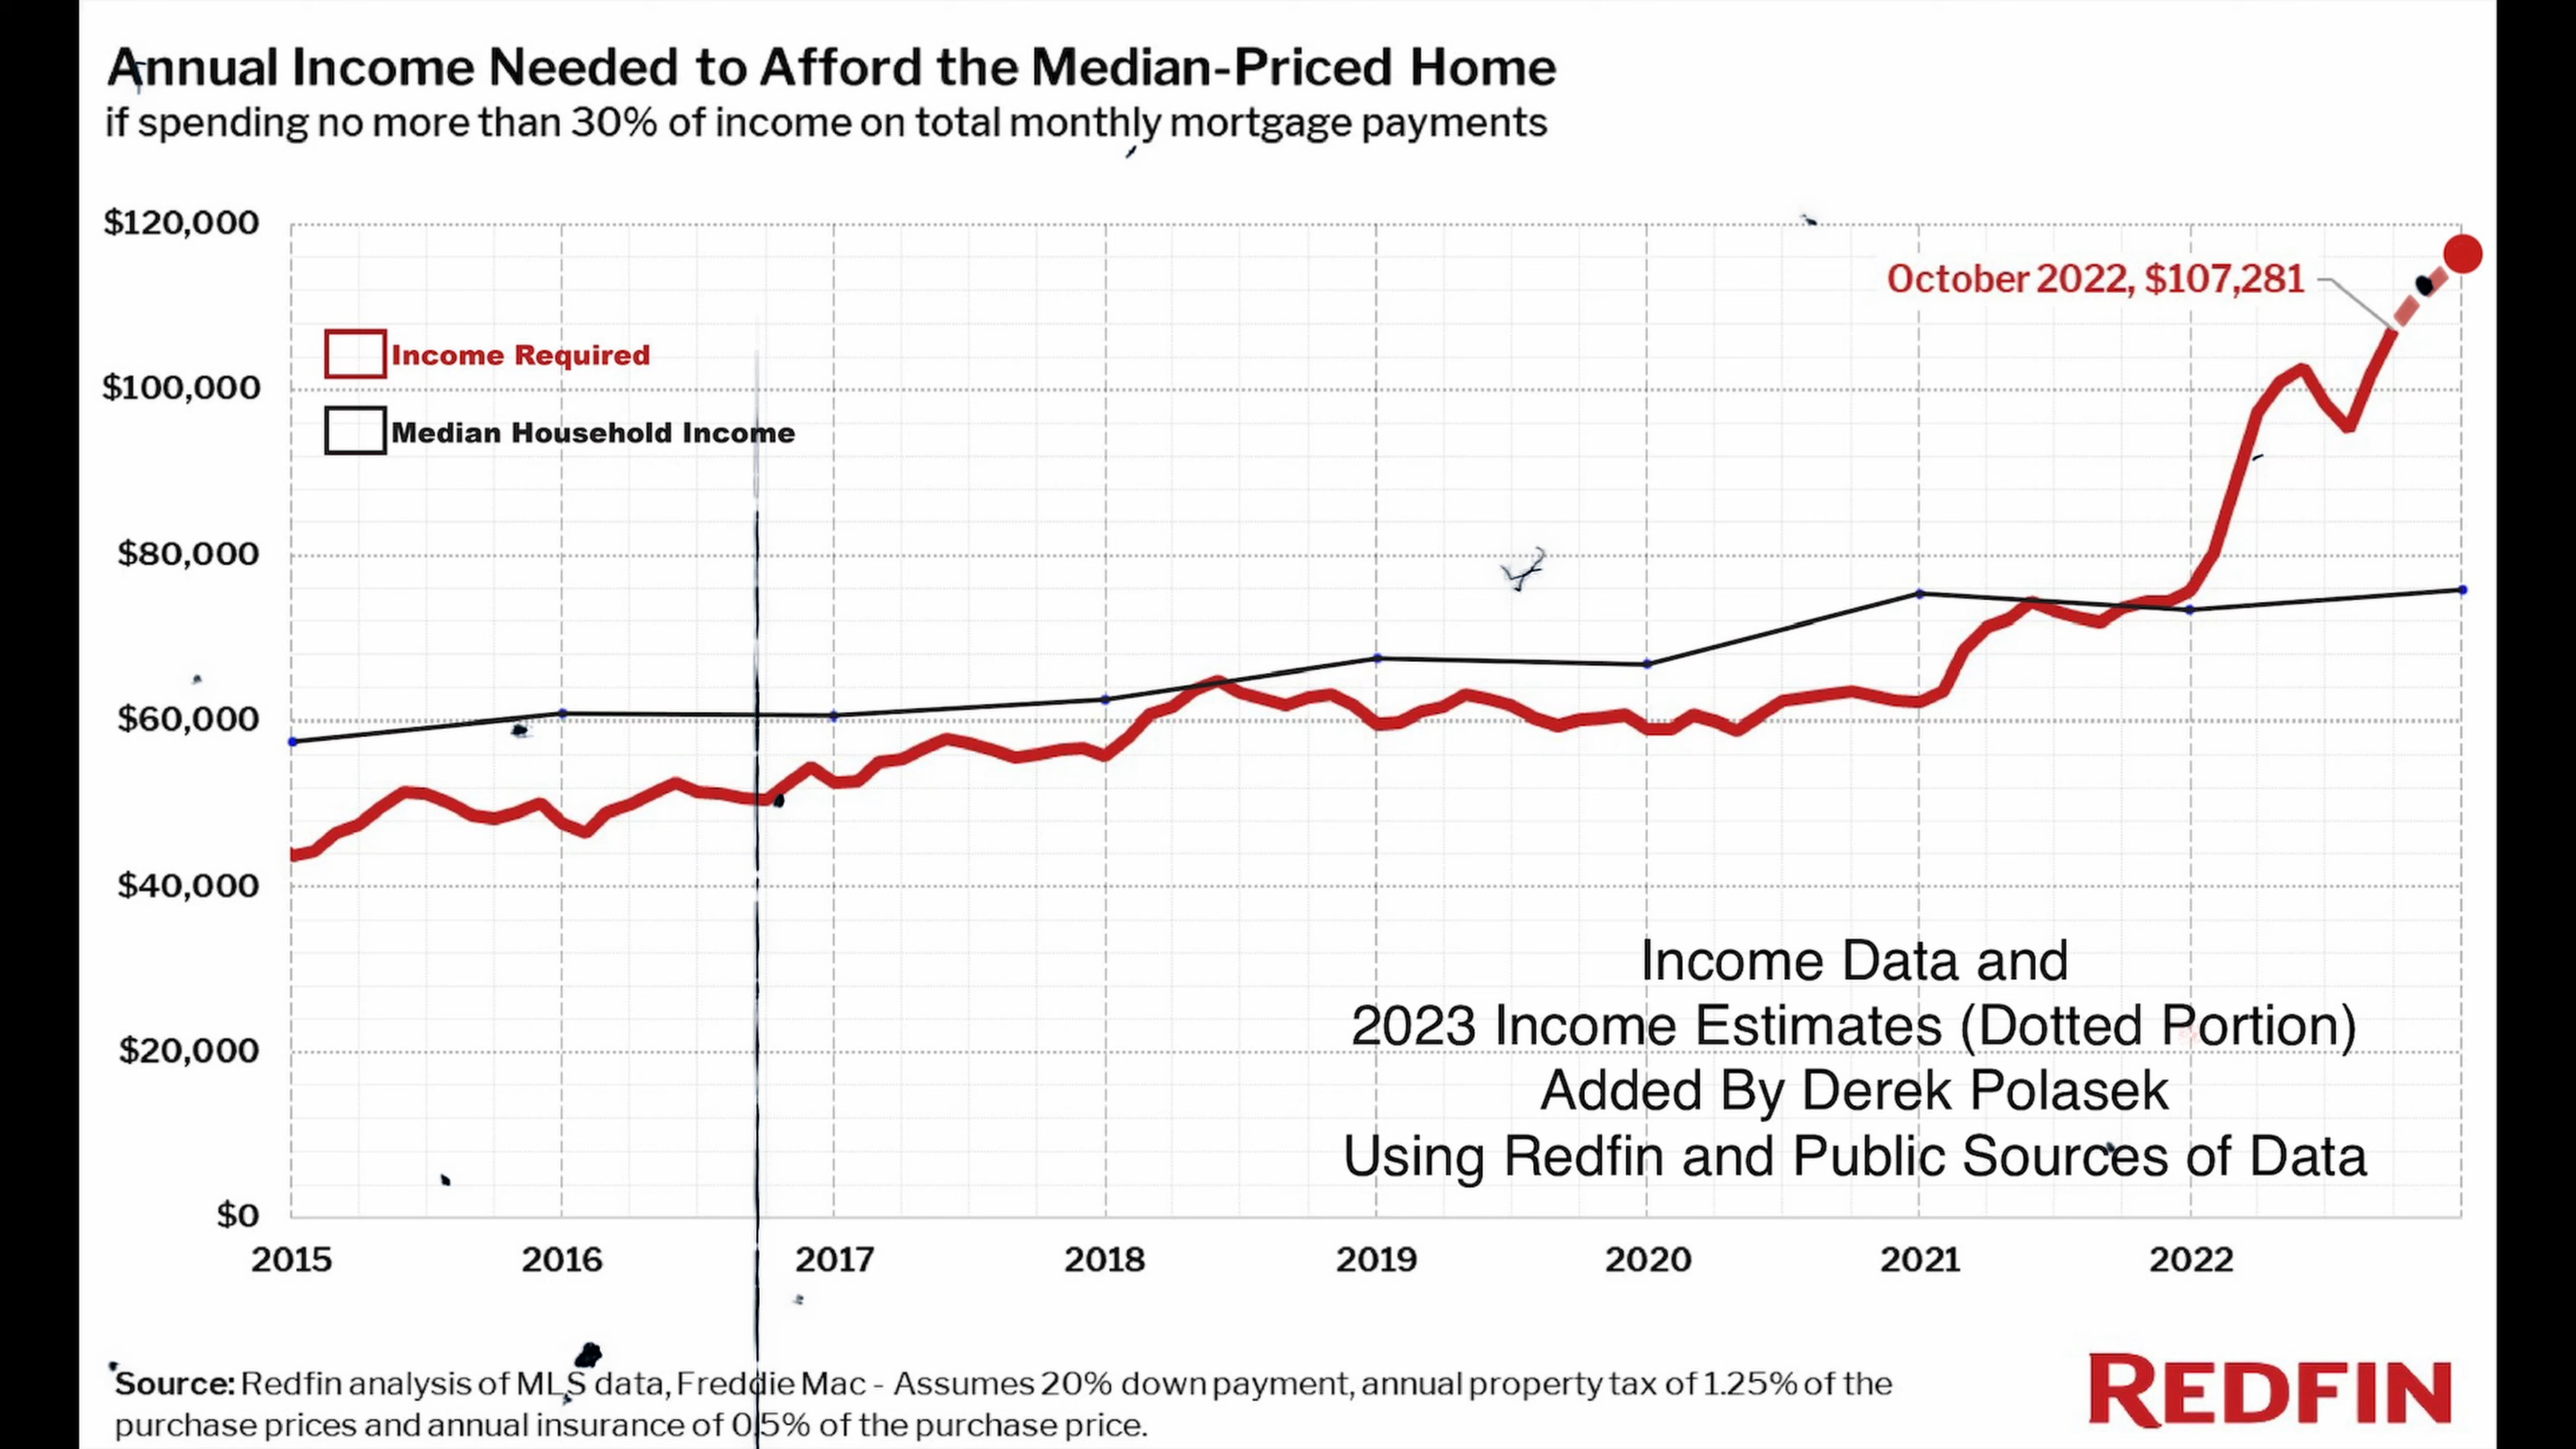 Annual Income Needed to Afford the Median-Priced Home
if spending no more than 30% of income on total monthly mortgage payments
$120,000
October 2022, $107,281
Income Required
$100,000
Median Household Income
$80,000
$60,000
$40,000
Income Data and
2023 Income Estimates (Dotted Portion)
$20,000
Added By Derek Polasek
Using Redfin and Public Sources of Data
$0
2015 2016 2017 2018 2019 2020 2021 2022
Source: Redfin analysis of MLS data, Freddie Mac - Assumes 20% down payment, annual property tax of 1.25% of the
purchase prices and annual insurance of 0.5% of the purchase price.
REDFIN